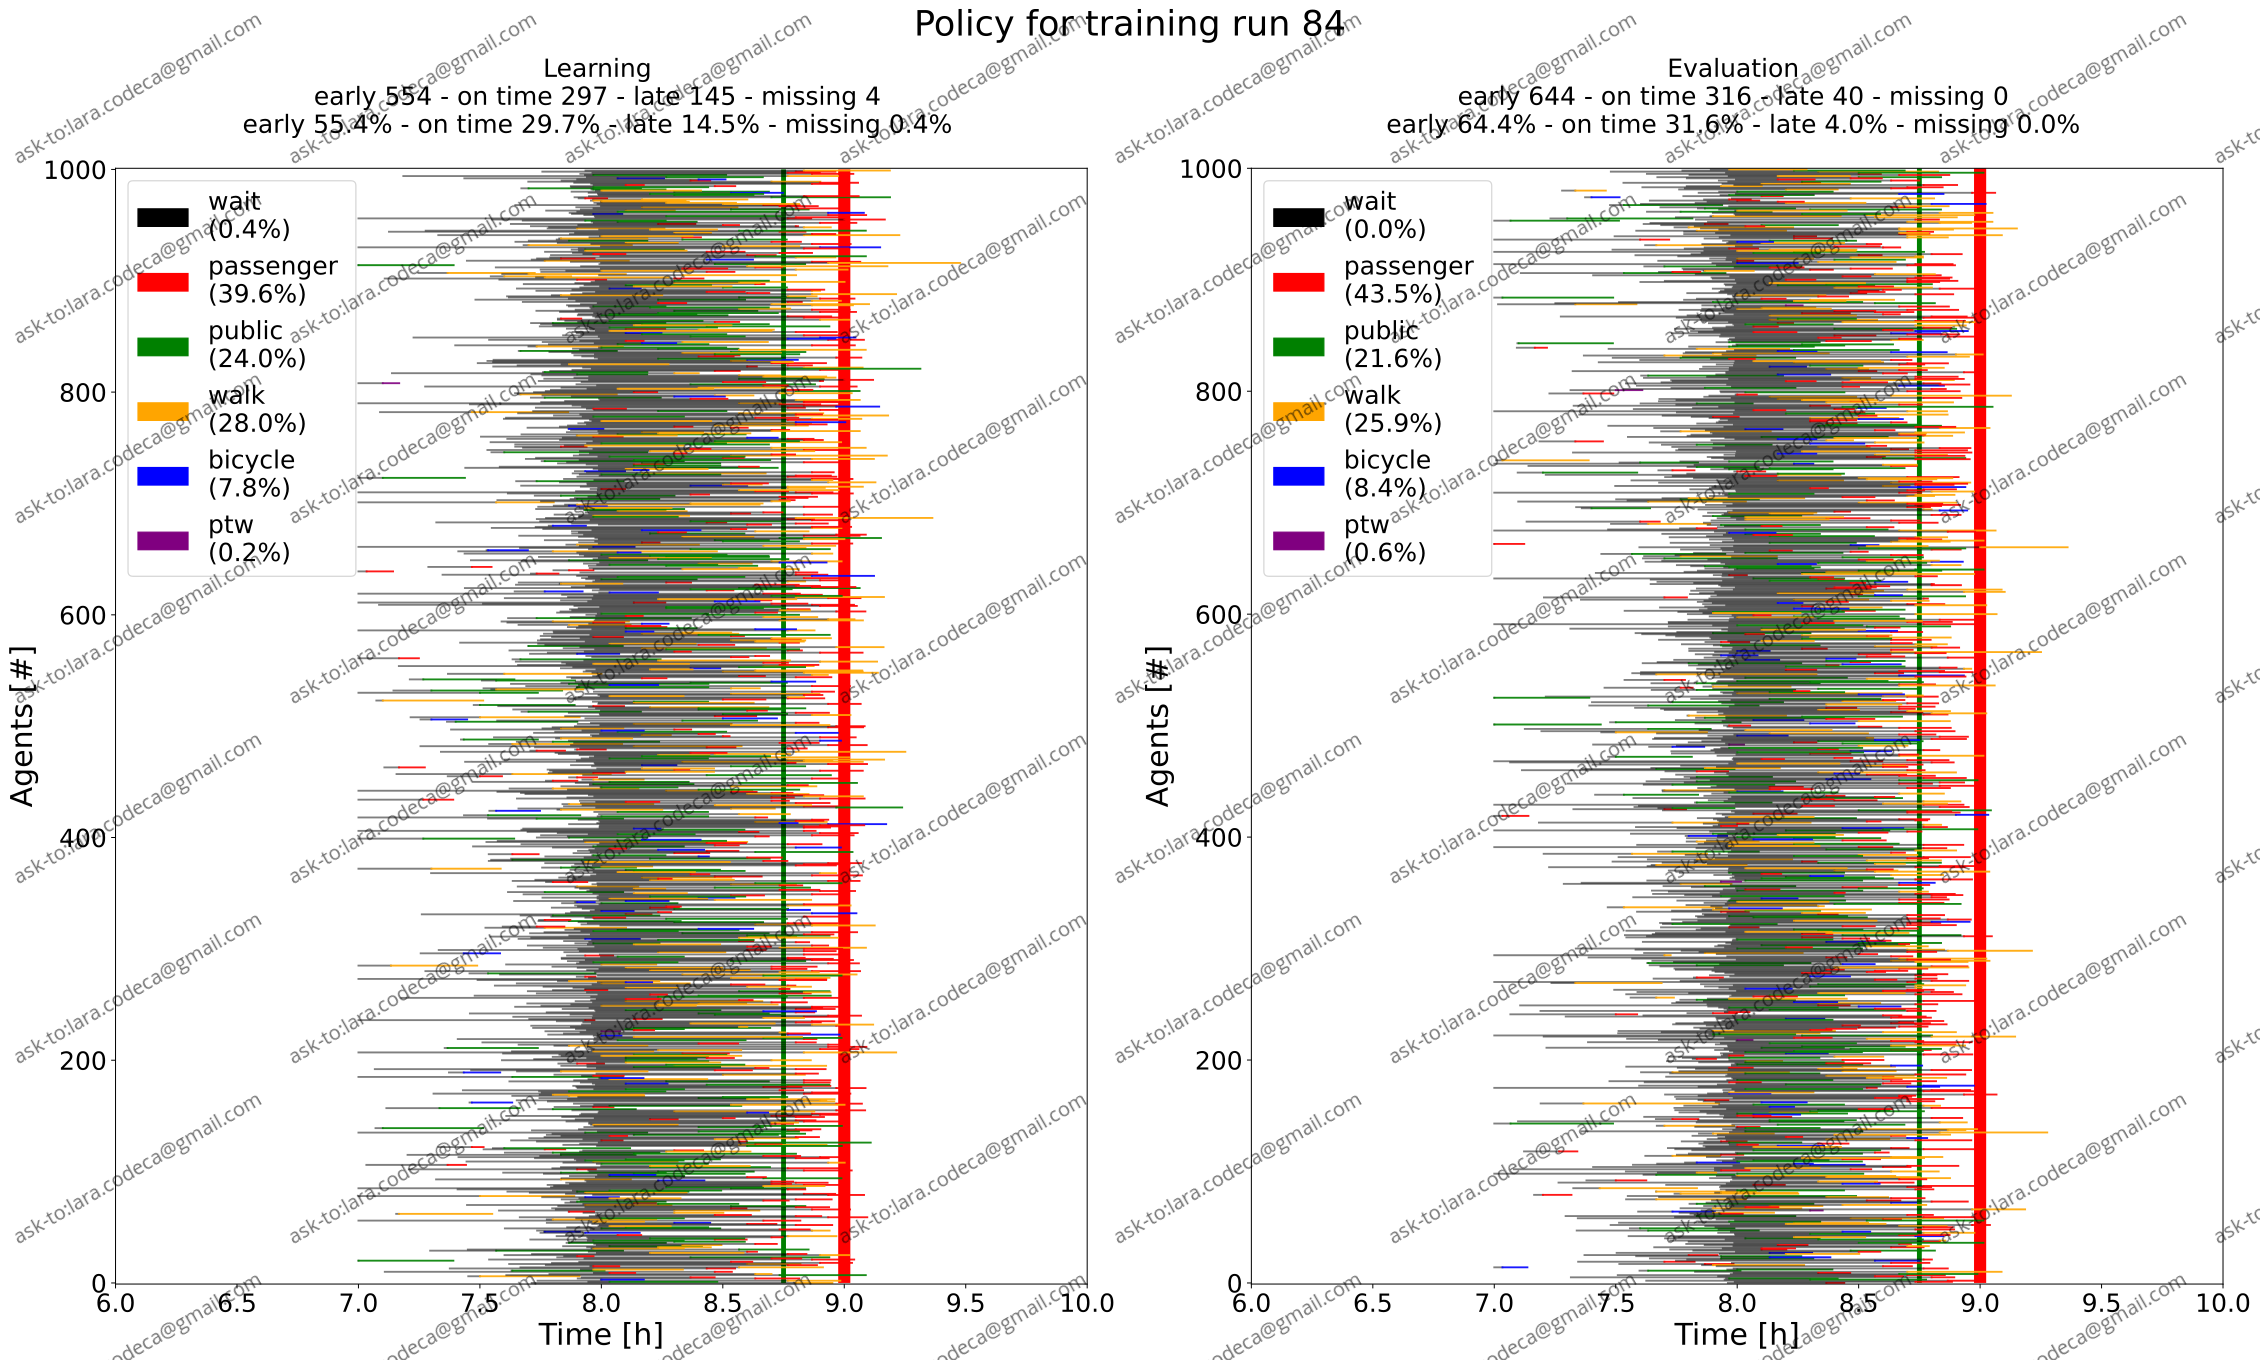 Policy for training run 84
Learning
early 554 - on time 297 - late 145 - missing 4
early 55.4% - on time 29.7% - late 14.5% - missing 0.4%
Evaluation
early 644 - on time 316 - late 40 - missing 0
early 64.4% - on time 31.6% - late 4.0% - missing 0.0%
wait
(0.4%)
passenger
(39.6%)
public
(24.0%)
walk
(28.0%)
bicycle
(7.8%)
ptw
(0.2%)
Agents [#]
1000
800
600
400
200
0
6.0 6.5 7.0 7.5 8.0 8.5 9.0 9.5 10.0
Time [h]
wait
(0.0%)
passenger
(43.5%)
public
(21.6%)
walk
(25.9%)
bicycle
(8.4%)
ptw
(0.6%)
Agents [#]
1000
800
600
400
200
0
6.0 6.5 7.0 7.5 8.0 8.5 9.0 9.5 10.0
Time [h]
ask-to:lara.codeca@gmail.com